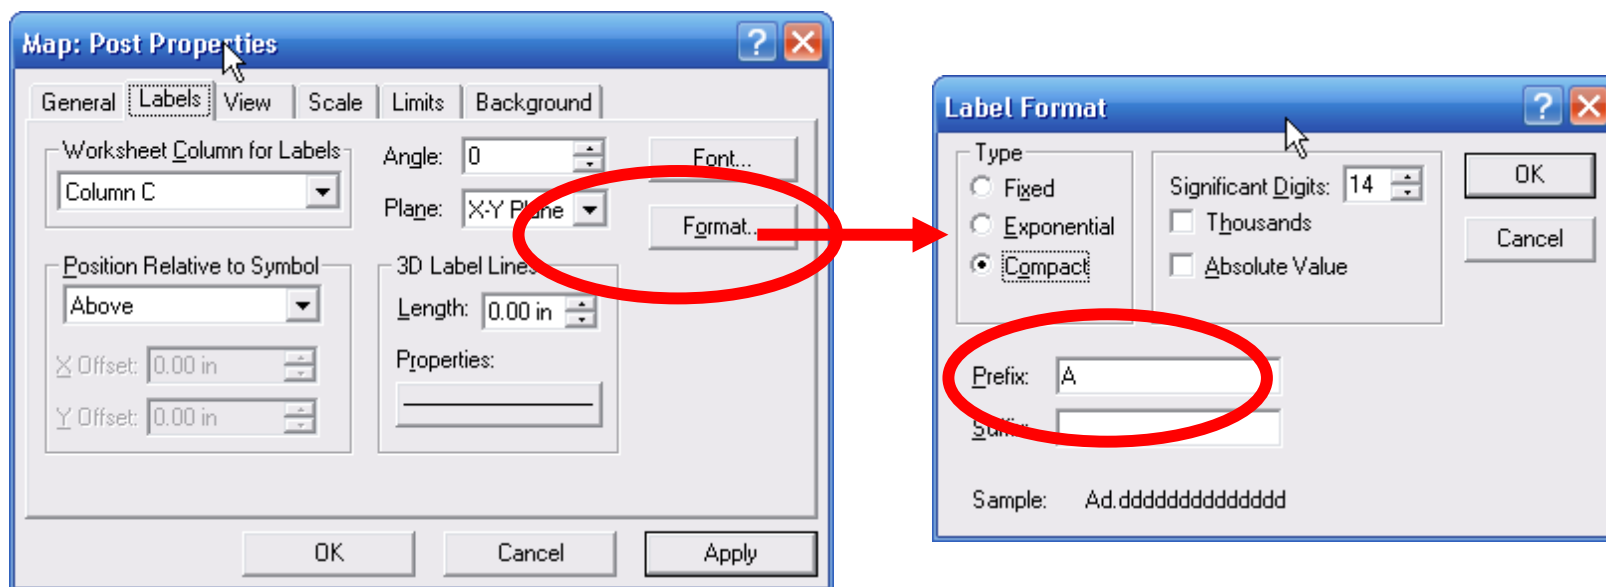 Map: Post Properties
General Labels View Scale Limits Background
Worksheet Column for Labels
Column C
Angle: 0
Plane: X-Y Plane
Font...
Format...
Position Relative to Symbol
Above
X Offset: 0.00 in
Y Offset: 0.00 in
3D Label Lines
Length: 0.00 in
Properties:
OK Cancel Apply
Label Format
Type
Fixed
Exponential
Compact
Significant Digits: 14
Thousands
Absolute Value
OK
Cancel
Prefix: A
Suffix:
Sample: Ad.dddddddddddddd